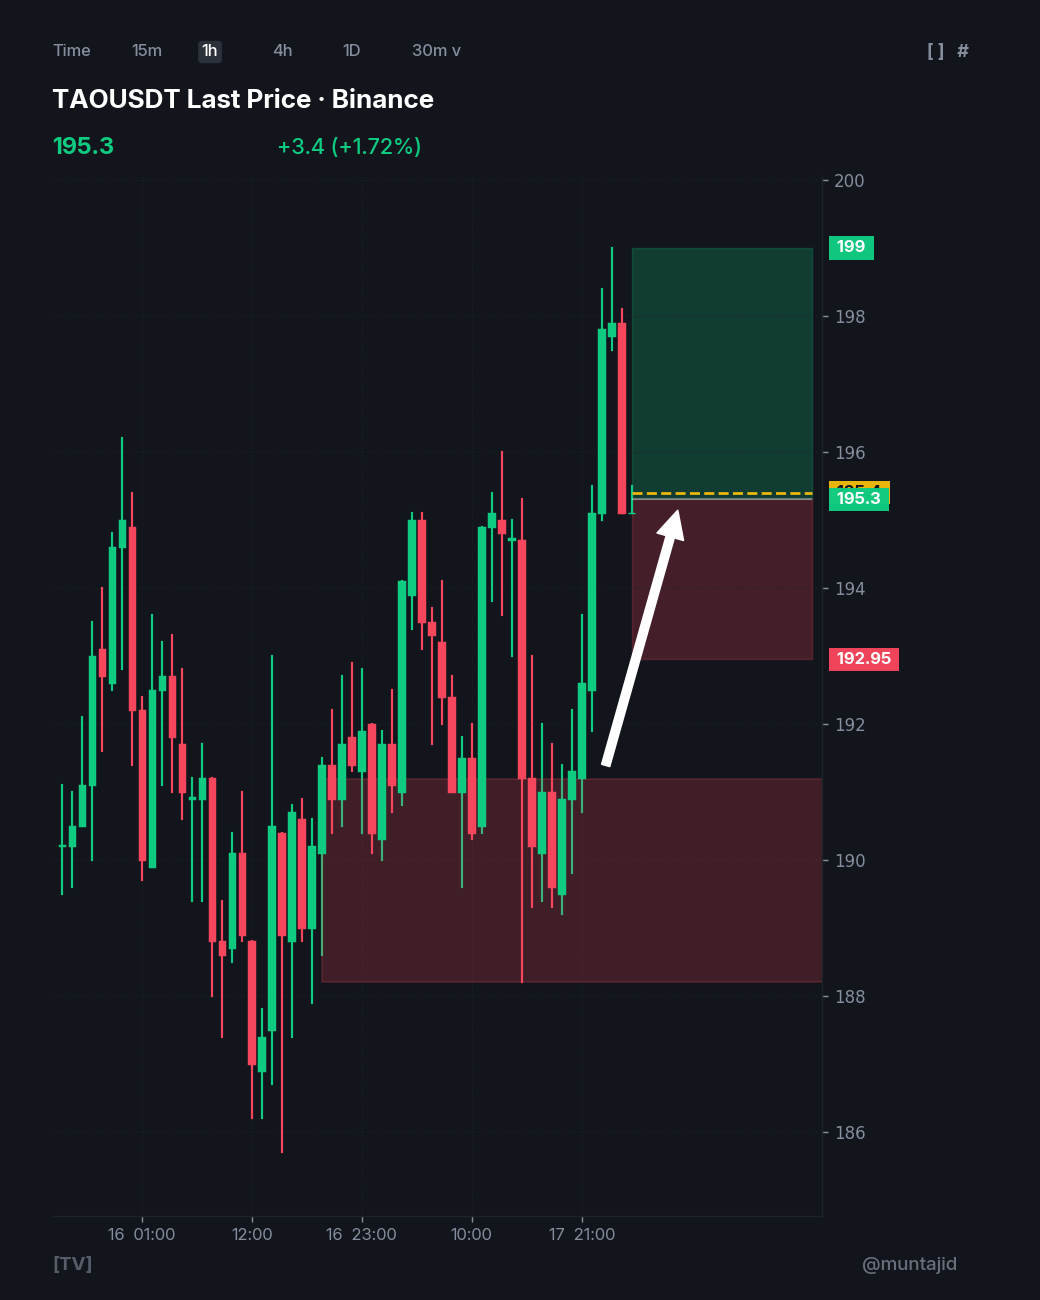 Time 15m 1h 4h 1D 30m v [ ] #
TAOUSDT Last Price · Binance
195.3 +3.4 (+1.72%)
200
199
198
196
195.3
194
192.95
192
190
188
186
16 01:00 12:00 16 23:00 10:00 17 21:00
[TV] @muntajid